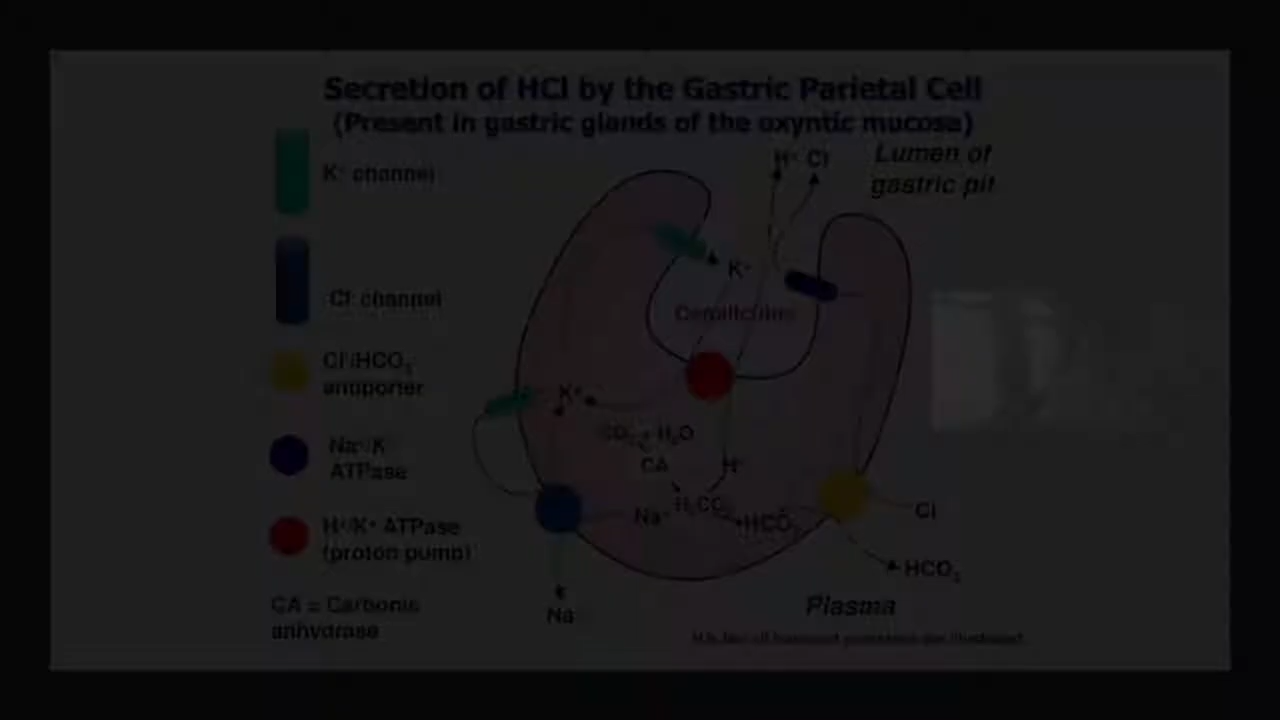 Secretion of HCl by the Gastric Parietal Cell
(Present in gastric glands of the oxyntic mucosa)
H⁺ Cl
Lumen of
gastric pit
K⁺ channel
K⁺
Cl channel
Canaliculus
Cl⁻/HCO₃
antiporter
K⁺
CO₂ + H₂O
Na⁺/K
ATPase
CA
H⁺
H₂CO₃
Na⁺
HCO₃
Cl
H⁺/K⁺ ATPase
(proton pump)
HCO₃
CA = Carbonic
anhydrase
Na
Plasma